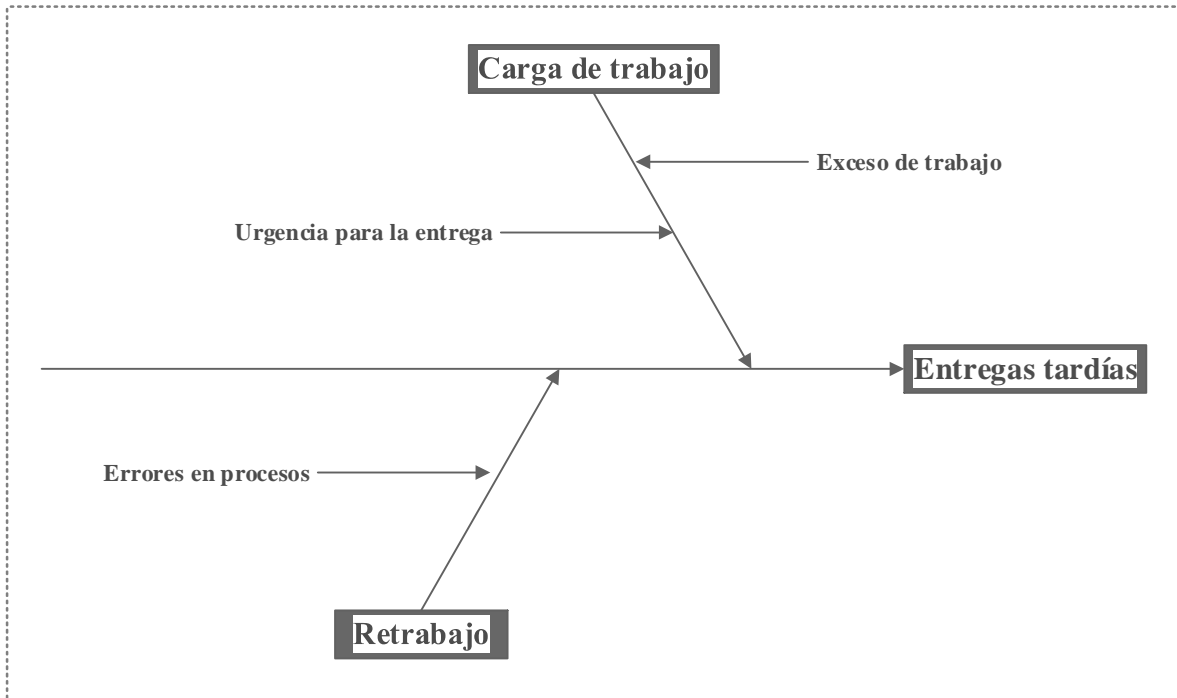 Carga de trabajo
Exceso de trabajo
Urgencia para la entrega
Entregas tardías
Errores en procesos
Retrabajo